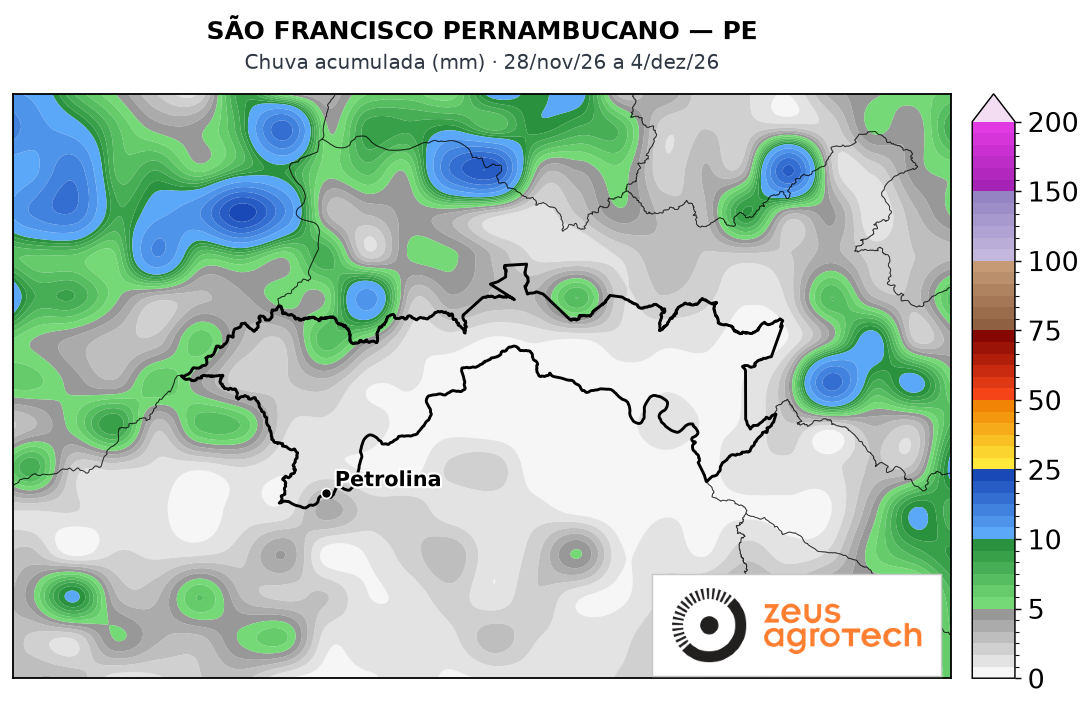 SÃO FRANCISCO PERNAMBUCANO — PE
Chuva acumulada (mm) · 28/nov/26 a 4/dez/26
200
150
100
75
50
25
10
5
0
Petrolina
zeus
agrotech